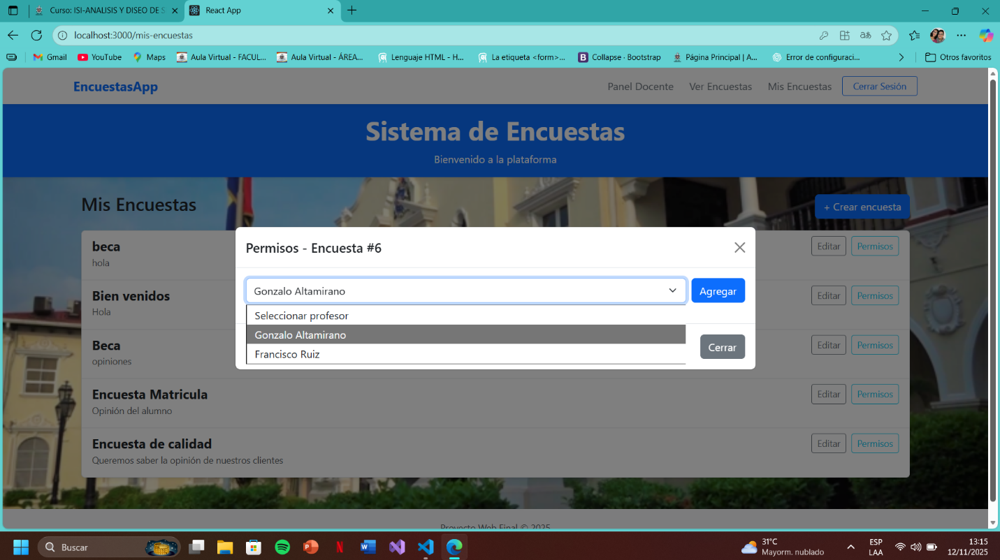 Curso: ISI-ANALISIS Y DISEO DE S
React App
localhost:3000/mis-encuestas
Gmail
YouTube
Maps
Aula Virtual - FACUL...
Aula Virtual - ÁREA...
Lenguaje HTML - H...
La etiqueta <form>...
Collapse · Bootstrap
Página Principal | A...
Error de configuraci...
Otros favoritos
EncuestasApp
Panel Docente
Ver Encuestas
Mis Encuestas
Cerrar Sesión
Sistema de Encuestas
Bienvenido a la plataforma
Mis Encuestas
+ Crear encuesta
beca
hola
Editar
Permisos
Bien venidos
Hola
Editar
Permisos
Beca
opiniones
Editar
Permisos
Encuesta Matricula
Opinión del alumno
Editar
Permisos
Encuesta de calidad
Queremos saber la opinión de nuestros clientes
Editar
Permisos
Permisos - Encuesta #6
Gonzalo Altamirano
Agregar
Seleccionar profesor
Gonzalo Altamirano
Francisco Ruiz
Cerrar
Proyecto Web Final © 2025
Buscar
31°C
Mayorm. nublado
ESP
LAA
13:15
12/11/2025